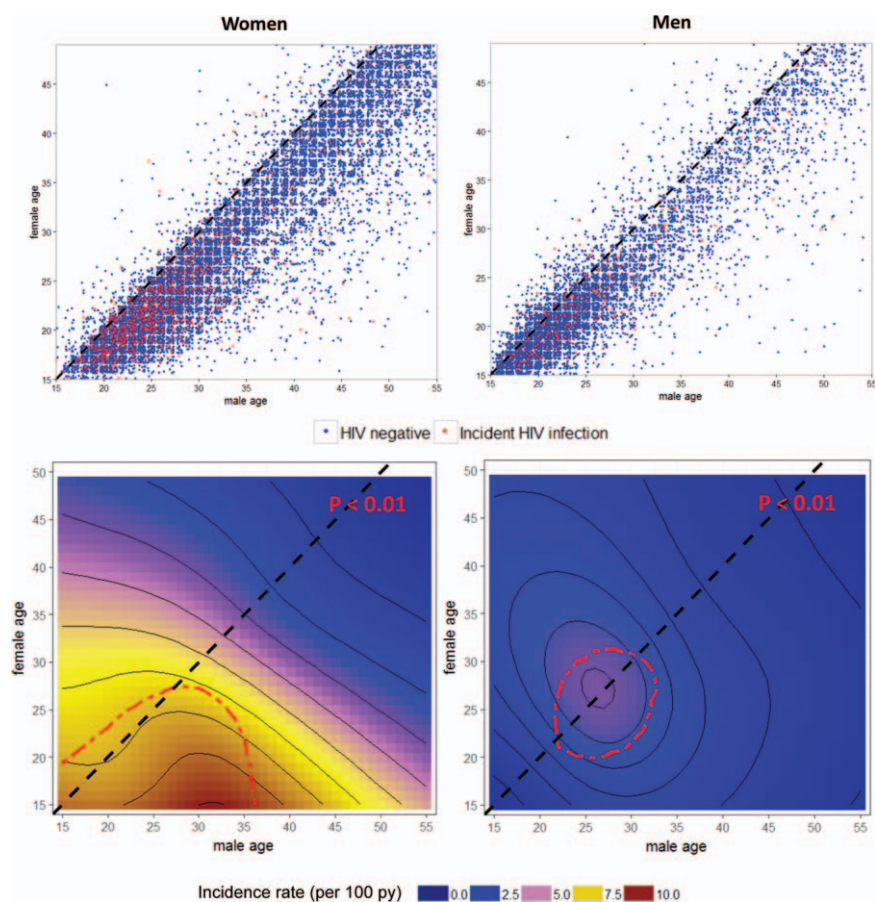 Women Men
45
40
35
30
25
20
15
female age
15 20 25 30 35 40 45 50 55
male age
45
40
35
30
25
20
15
female age
15 20 25 30 35 40 45 50 55
male age
HIV negative Incident HIV infection
50
45
40
35
30
25
20
15
female age
P < 0.01
15 20 25 30 35 40 45 50 55
male age
50
45
40
35
30
25
20
15
female age
P < 0.01
15 20 25 30 35 40 45 50 55
male age
Incidence rate (per 100 py) 0.0 2.5 5.0 7.5 10.0